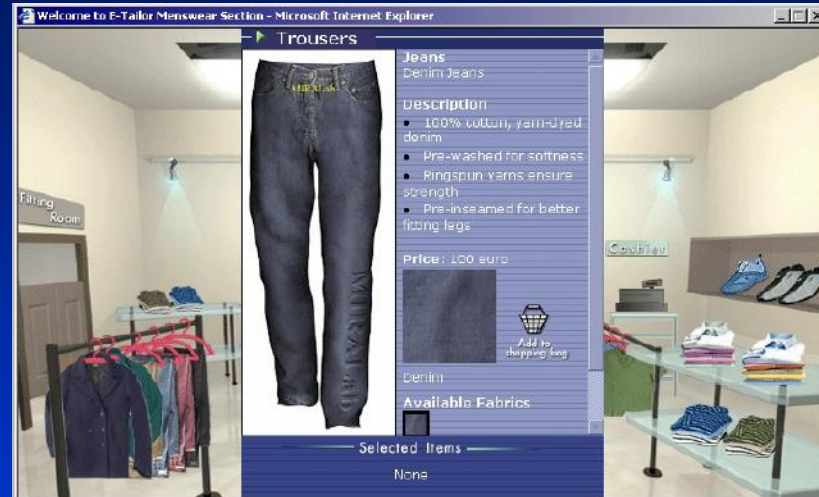 Welcome to E-Tailor Menswear Section - Microsoft Internet Explorer
Trousers
Jeans
Denim Jeans
Description
• 100% cotton, yarn-dyed
denim
• Pre-washed for softness
• Ringspun yarns ensure
strength
• Pre-inseamed for better
fitting legs
Price: 100 euro
Add to
shopping bag
Denim
Available Fabrics
Selected Items
None
Fitting
Room
Cashier